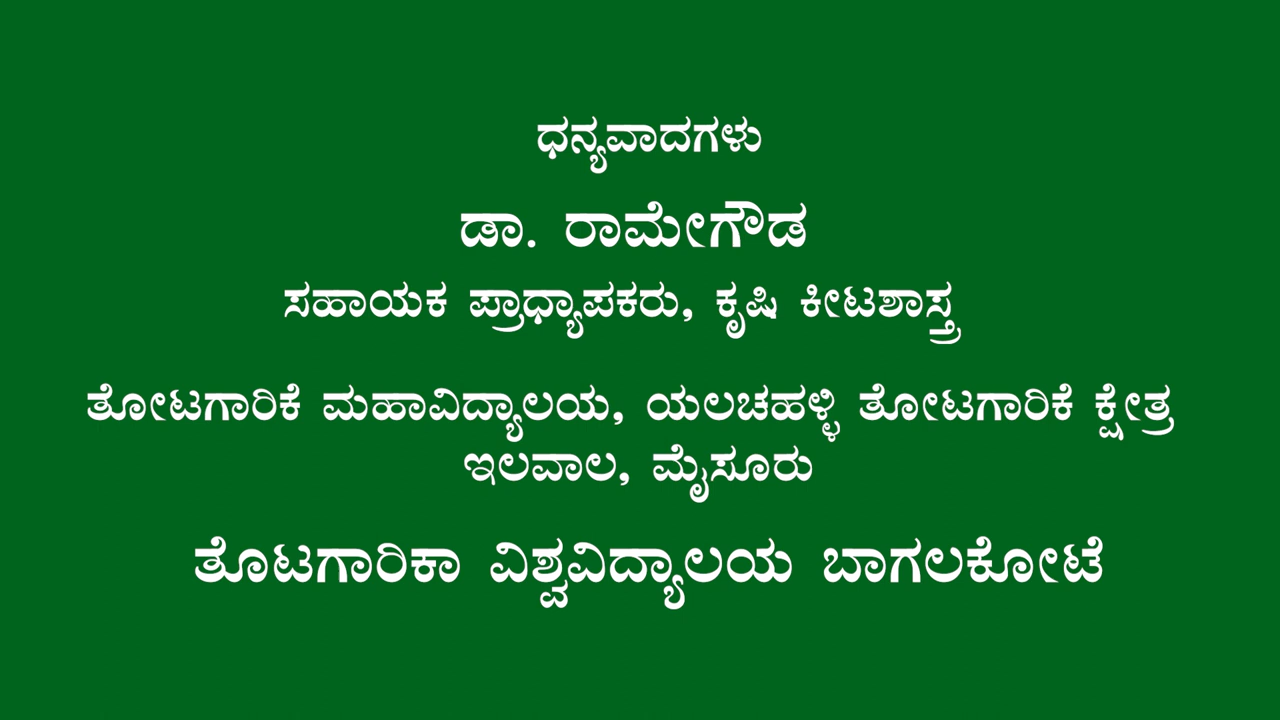 ಧನ್ಯವಾದಗಳು
ಡಾ. ರಾಮೇಗೌಡ
ಸಹಾಯಕ ಪ್ರಾಧ್ಯಾಪಕರು, ಕೃಷಿ ಕೀಟಶಾಸ್ತ್ರ
ತೋಟಗಾರಿಕೆ ಮಹಾವಿದ್ಯಾಲಯ, ಯಲಚಹಳ್ಳಿ ತೋಟಗಾರಿಕೆ ಕ್ಷೇತ್ರ
ಇಲವಾಲ, ಮೈಸೂರು
ತೊಟಗಾರಿಕಾ ವಿಶ್ವವಿದ್ಯಾಲಯ ಬಾಗಲಕೋಟೆ